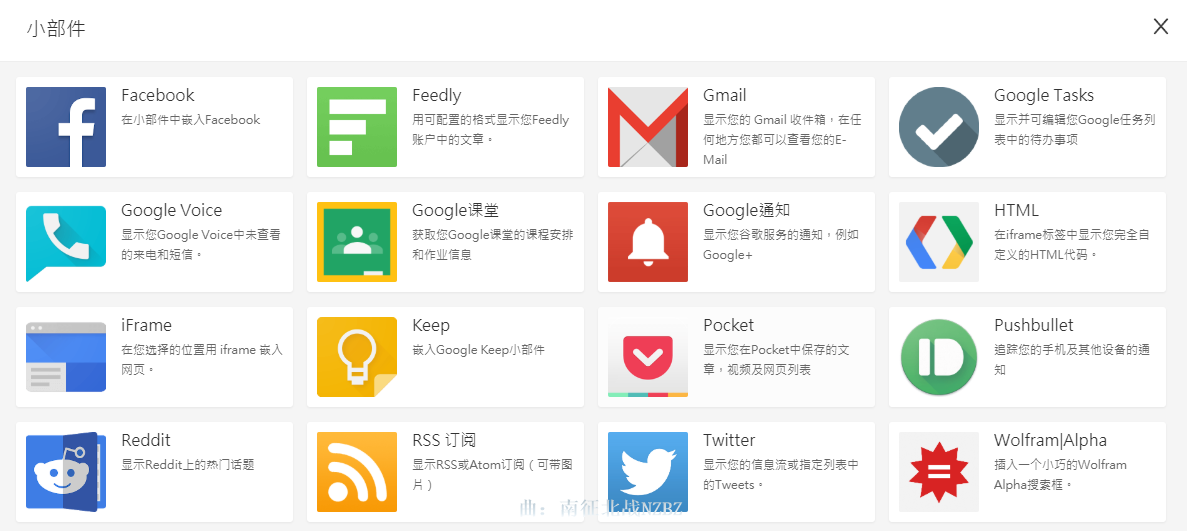 小部件
Facebook
在小部件中嵌入Facebook
Feedly
用可配置的格式显示您Feedly
账户中的文章。
Gmail
显示您的 Gmail 收件箱，在任
何地方您都可以查看您的E-
Mail
Google Tasks
显示并可编辑您Google任务列
表中的待办事项
Google Voice
显示您Google Voice中未查看
的来电和短信。
Google课堂
获取您Google课堂的课程安排
和作业信息
Google通知
显示您谷歌服务的通知，例如
Google+
HTML
在iframe标签中显示您完全自
定义的HTML代码。
iFrame
在您选择的位置用 iframe 嵌入
网页。
Keep
嵌入Google Keep小部件
Pocket
显示您在Pocket中保存的文
章，视频及网页列表
Pushbullet
追踪您的手机及其他设备的通
知
Reddit
显示Reddit上的热门话题
RSS 订阅
显示RSS或Atom订阅（可带图
片）
Twitter
显示您的信息流或指定列表中
的Tweets。
Wolfram|Alpha
插入一个小巧的Wolfram
Alpha搜索框。
曲：南征北战NZBZ